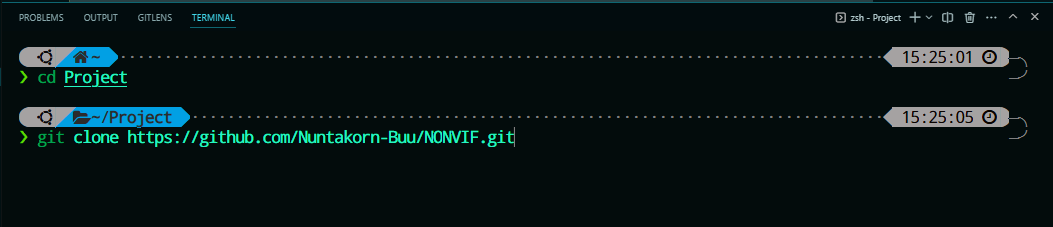 PROBLEMS OUTPUT GITLENS TERMINAL zsh - Project
~ 15:25:01
❯ cd Project
~/Project 15:25:05
❯ git clone https://github.com/Nuntakorn-Buu/NONVIF.git